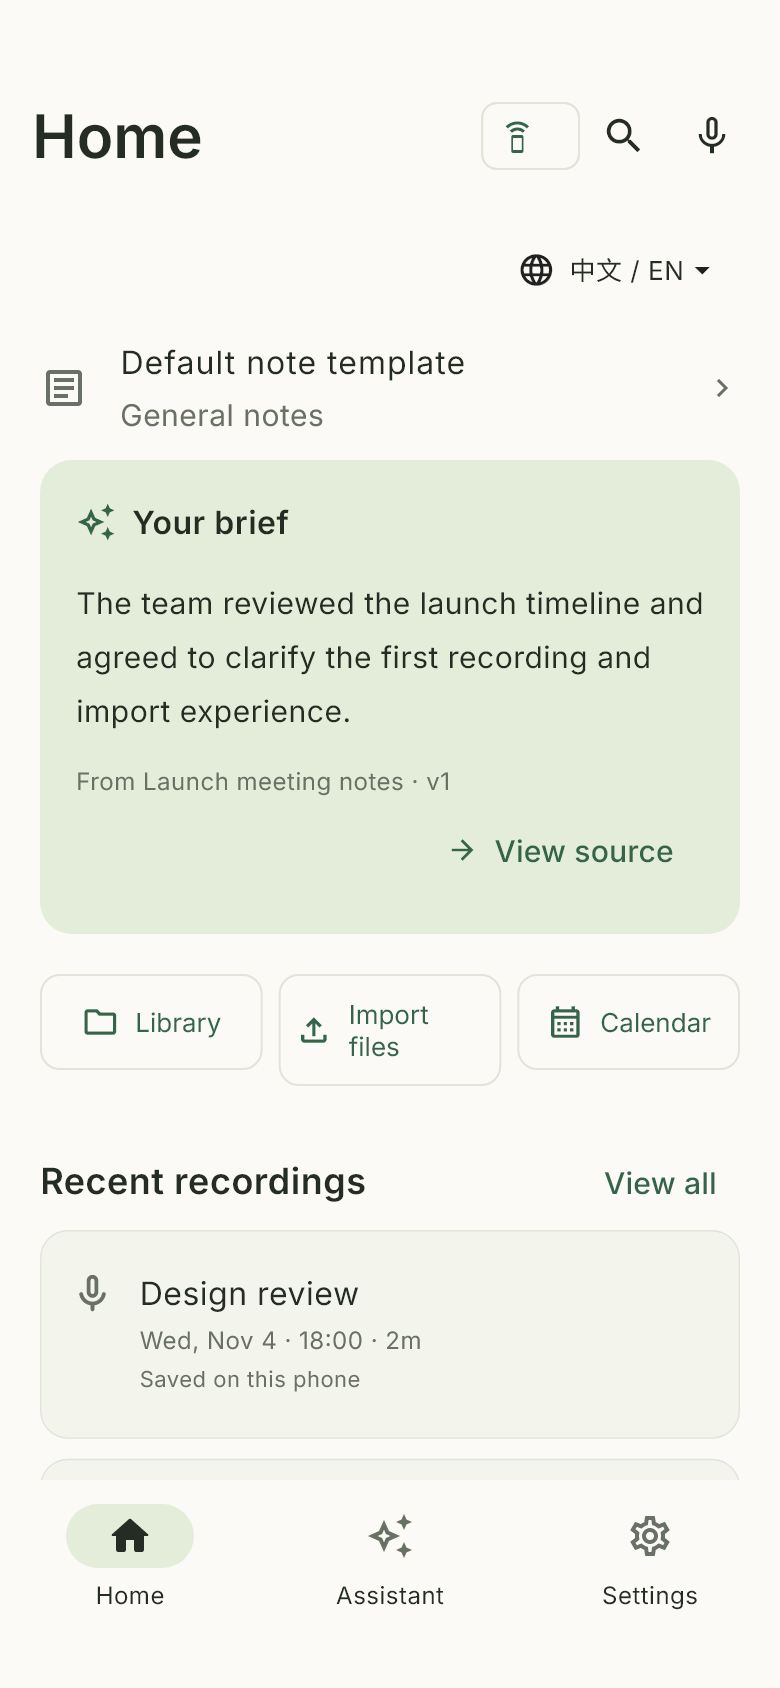 Home
中文 / EN
Default note template
General notes
Your brief
The team reviewed the launch timeline and
agreed to clarify the first recording and
import experience.
From Launch meeting notes · v1
View source
Library
Import
files
Calendar
Recent recordings
View all
Design review
Wed, Nov 4 · 18:00 · 2m
Saved on this phone
Home
Assistant
Settings